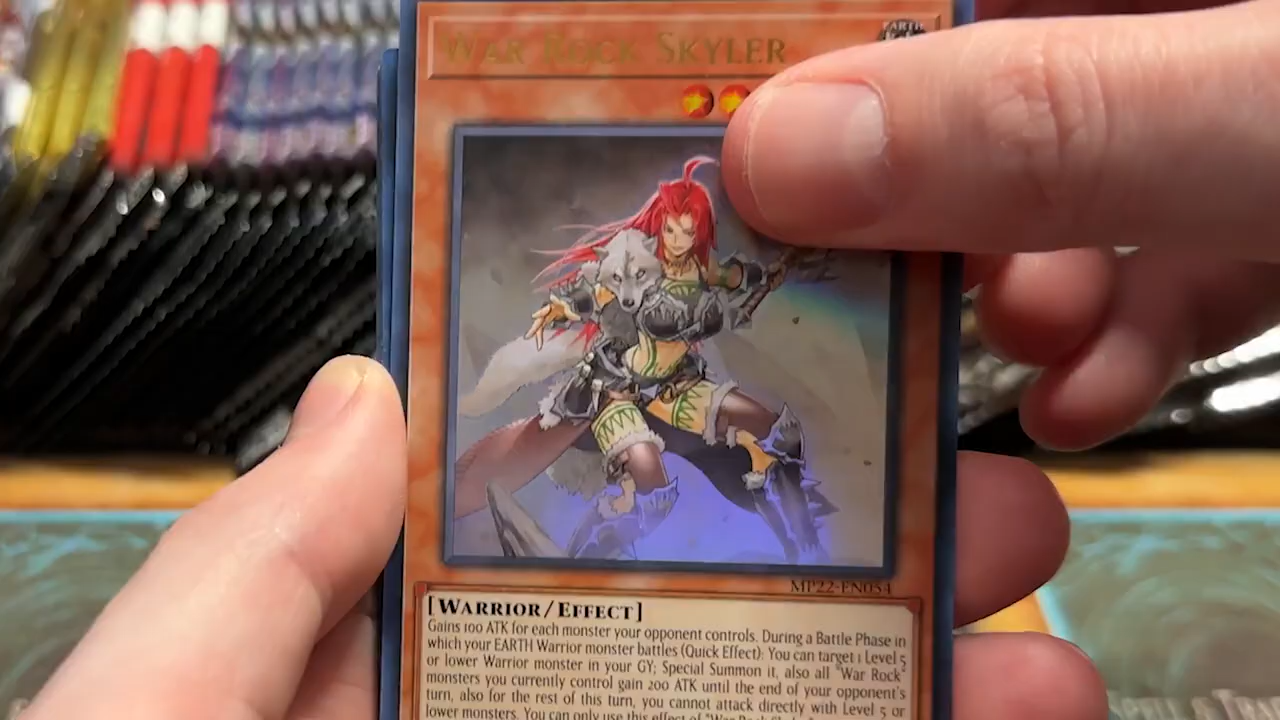 WAR ROCK SKYLER
EARTH
MP22-EN054
[WARRIOR/EFFECT]
Gains 100 ATK for each monster your opponent controls. During a Battle Phase in
which your EARTH Warrior monster battles (Quick Effect): You can target 1 Level 5
or lower Warrior monster in your GY; Special Summon it, also all "War Rock"
monsters you currently control gain 200 ATK until the end of your opponent's
turn, also for the rest of this turn, you cannot attack directly with Level 5 or
lower monsters. You can only use this effect of "War Rock